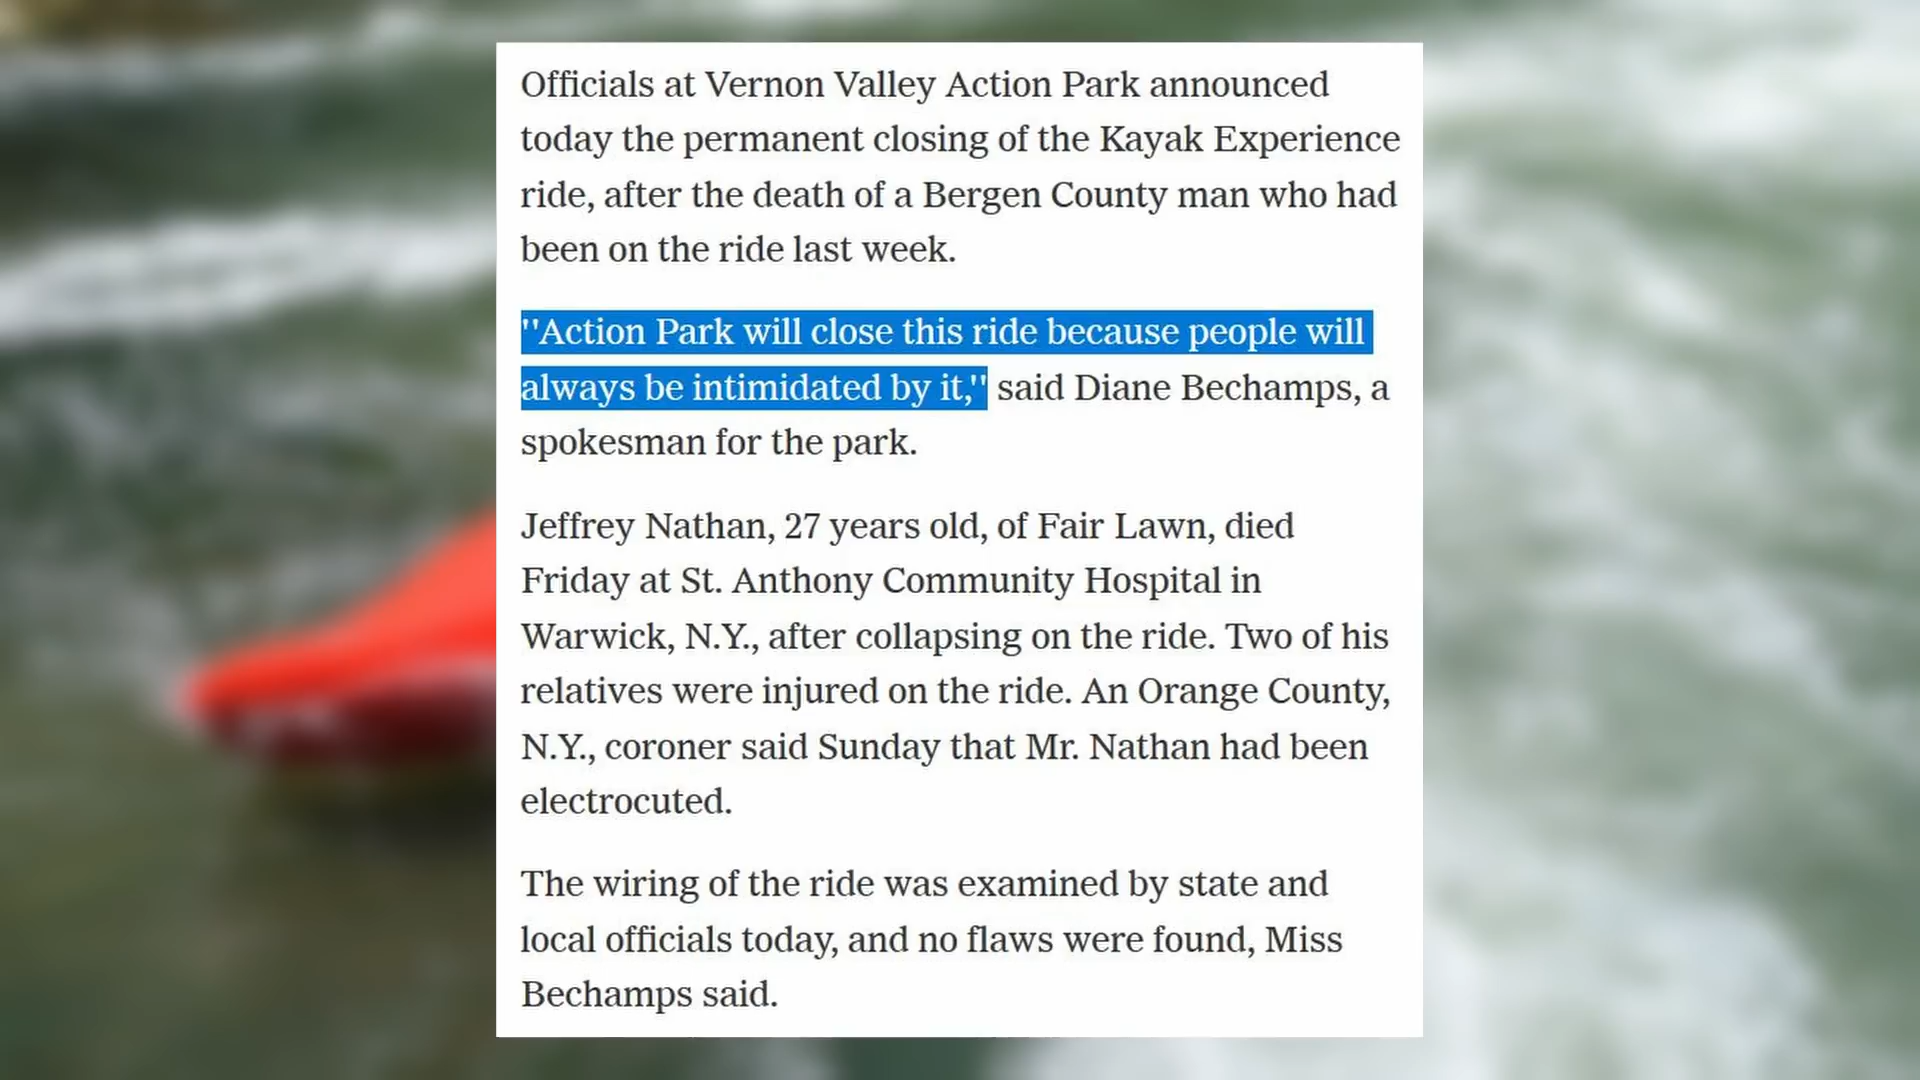 Officials at Vernon Valley Action Park announced
today the permanent closing of the Kayak Experience
ride, after the death of a Bergen County man who had
been on the ride last week.
''Action Park will close this ride because people will
always be intimidated by it,'' said Diane Bechamps, a
spokesman for the park.
Jeffrey Nathan, 27 years old, of Fair Lawn, died
Friday at St. Anthony Community Hospital in
Warwick, N.Y., after collapsing on the ride. Two of his
relatives were injured on the ride. An Orange County,
N.Y., coroner said Sunday that Mr. Nathan had been
electrocuted.
The wiring of the ride was examined by state and
local officials today, and no flaws were found, Miss
Bechamps said.